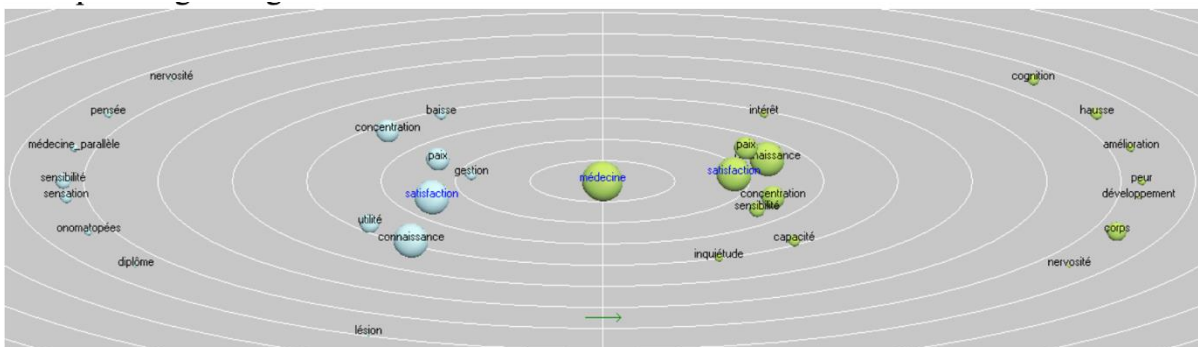 nervosité
cognition
pensée
baisse
intérêt
hausse
concentration
médecine_parallèle
paix
paix
naissance
amélioration
gestion
satisfaction
médecine
sensibilité
peur
sensation
satisfaction
concentration
développement
sensibilité
utilité
onomatopées
connaissance
capacité
corps
inquiétude
diplôme
nervosité
lésion